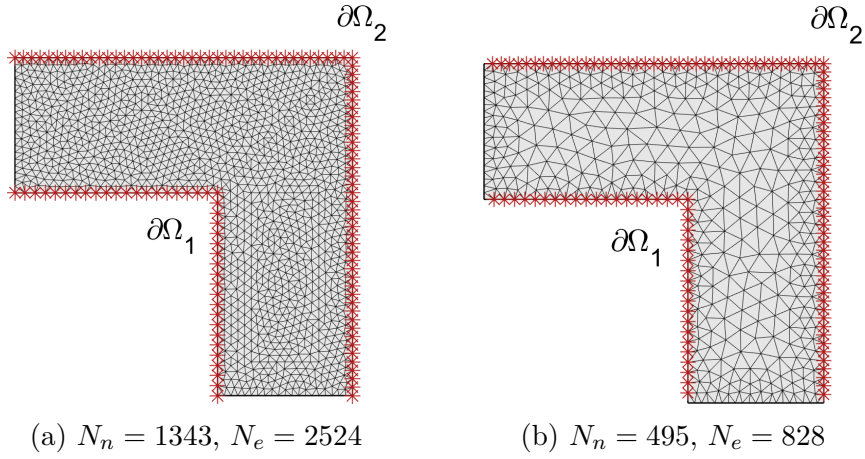 ∂Ω₂
∂Ω₂
∂Ω₁
∂Ω₁
(a) Nₙ = 1343, Nₑ = 2524
(b) Nₙ = 495, Nₑ = 828